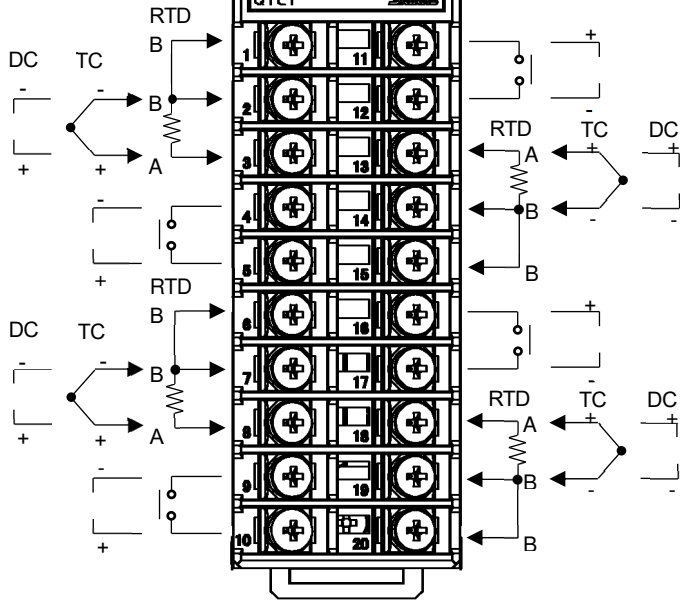 RTD
B
DC
TC
-
-
-
B
+
+
+
A
-
+
RTD
B
DC
TC
-
-
-
B
+
+
+
A
-
+
1
2
3
4
5
6
7
8
9
10
11
12
13
14
15
16
17
18
19
20
+
-
RTD
TC
DC
A
+
+
B
-
-
B
+
-
RTD
TC
DC
A
+
+
B
-
-
B